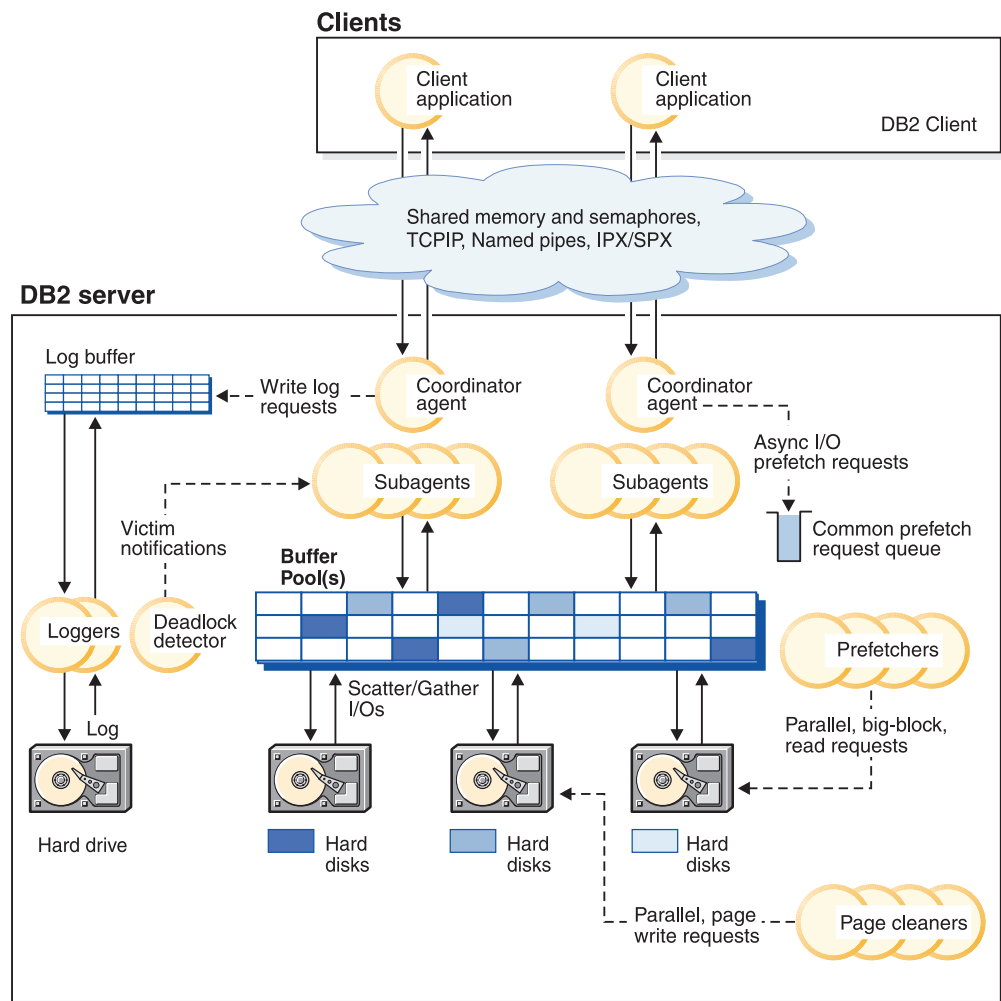 Clients
Client
application
Client
application
DB2 Client
Shared memory and semaphores,
TCPIP, Named pipes, IPX/SPX
DB2 server
Log buffer
Write log
requests
Coordinator
agent
Coordinator
agent
Async I/O
prefetch requests
Subagents
Subagents
Victim
notifications
Common prefetch
request queue
Buffer
Pool(s)
Loggers
Deadlock
detector
Prefetchers
Scatter/Gather
I/Os
Log
Parallel, big-block,
read requests
Hard drive
Hard
disks
Hard
disks
Hard
disks
Parallel, page
write requests
Page cleaners